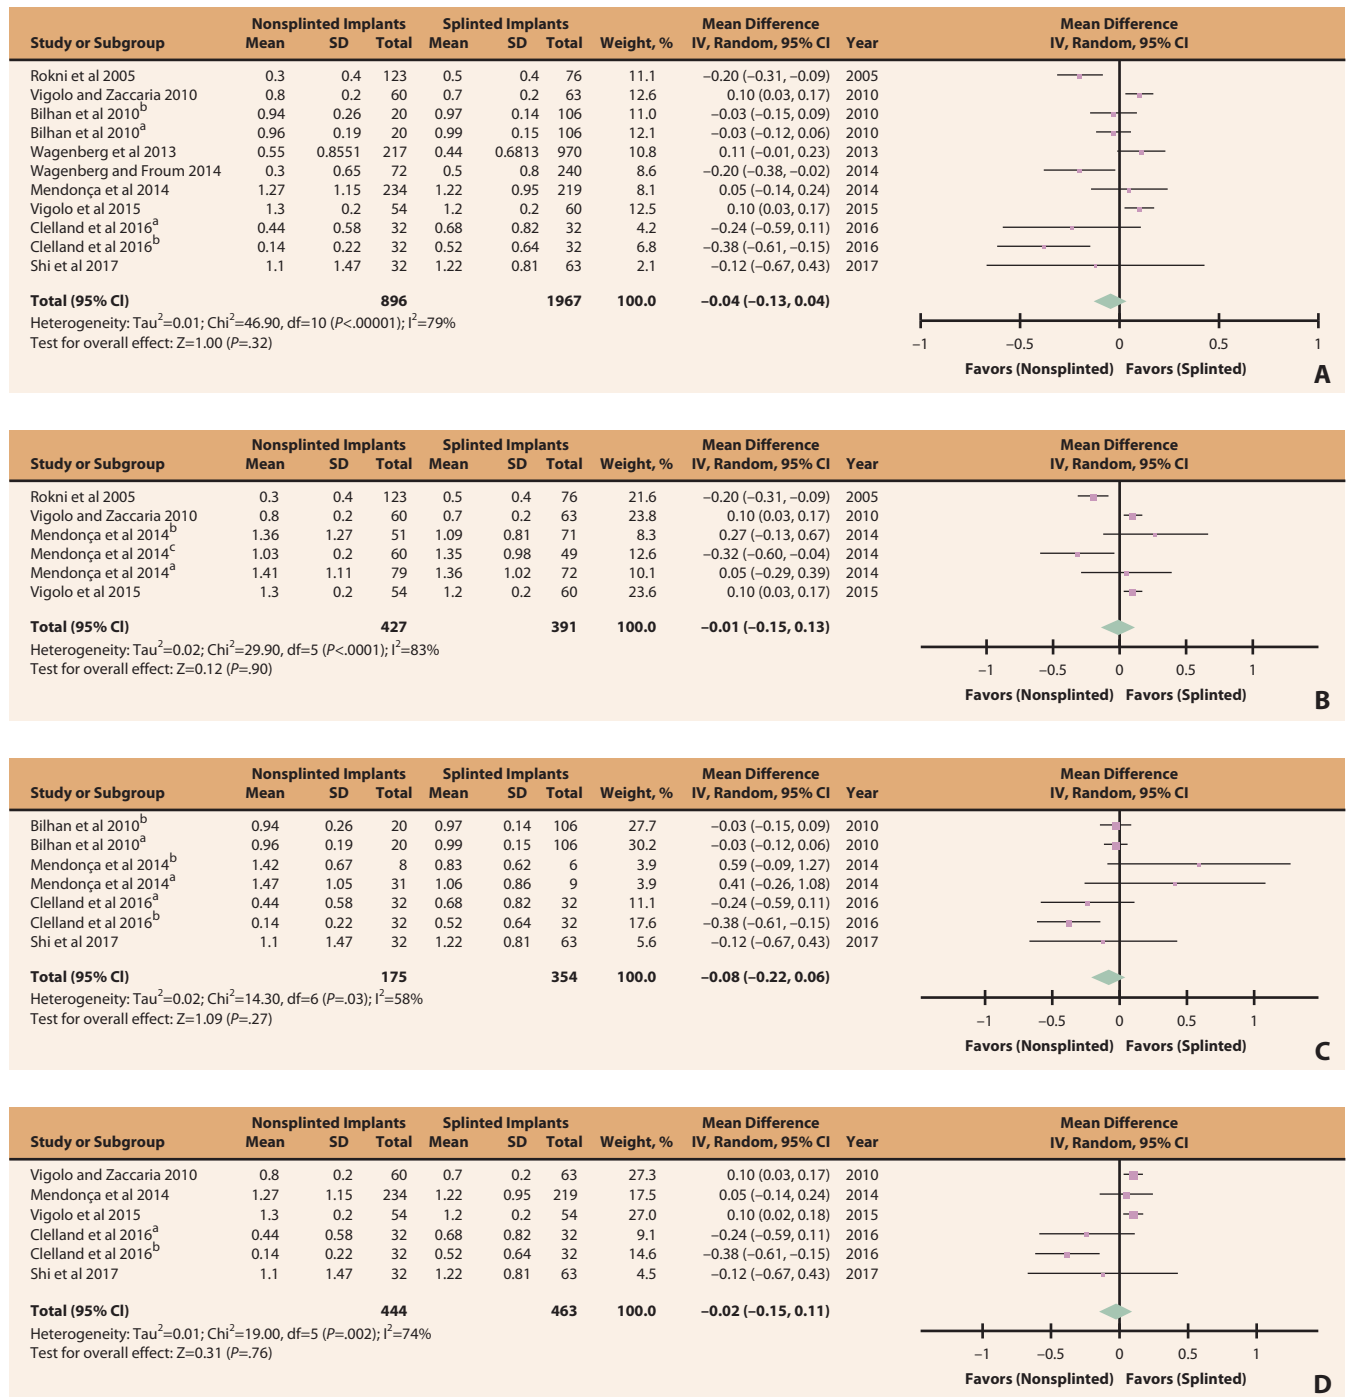 Nonsplinted Implants Splinted Implants Mean Difference Mean Difference
Study or Subgroup Mean SD Total Mean SD Total Weight, % IV, Random, 95% CI Year IV, Random, 95% CI
Rokni et al 2005 0.3 0.4 123 0.5 0.4 76 11.1 –0.20 (–0.31, –0.09) 2005
Vigolo and Zaccaria 2010 0.8 0.2 60 0.7 0.2 63 12.6 0.10 (0.03, 0.17) 2010
Bilhan et al 2010b 0.94 0.26 20 0.97 0.14 106 11.0 –0.03 (–0.15, 0.09) 2010
Bilhan et al 2010a 0.96 0.19 20 0.99 0.15 106 12.1 –0.03 (–0.12, 0.06) 2010
Wagenberg et al 2013 0.55 0.8551 217 0.44 0.6813 970 10.8 0.11 (–0.01, 0.23) 2013
Wagenberg and Froum 2014 0.3 0.65 72 0.5 0.8 240 8.6 –0.20 (–0.38, –0.02) 2014
Mendonça et al 2014 1.27 1.15 234 1.22 0.95 219 8.1 0.05 (–0.14, 0.24) 2014
Vigolo et al 2015 1.3 0.2 54 1.2 0.2 60 12.5 0.10 (0.03, 0.17) 2015
Clelland et al 2016a 0.44 0.58 32 0.68 0.82 32 4.2 –0.24 (–0.59, 0.11) 2016
Clelland et al 2016b 0.14 0.22 32 0.52 0.64 32 6.8 –0.38 (–0.61, –0.15) 2016
Shi et al 2017 1.1 1.47 32 1.22 0.81 63 2.1 –0.12 (–0.67, 0.43) 2017
Total (95% Cl) 896 1967 100.0 –0.04 (–0.13, 0.04)
Heterogeneity: Tau2=0.01; Chi2=46.90, df=10 (P<.00001); I2=79%
Test for overall effect: Z=1.00 (P=.32)
–1 –0.5 0 0.5 1
Favors (Nonsplinted) Favors (Splinted)
A
Nonsplinted Implants Splinted Implants Mean Difference Mean Difference
Study or Subgroup Mean SD Total Mean SD Total Weight, % IV, Random, 95% CI Year IV, Random, 95% CI
Rokni et al 2005 0.3 0.4 123 0.5 0.4 76 21.6 –0.20 (–0.31, –0.09) 2005
Vigolo and Zaccaria 2010 0.8 0.2 60 0.7 0.2 63 23.8 0.10 (0.03, 0.17) 2010
Mendonça et al 2014b 1.36 1.27 51 1.09 0.81 71 8.3 0.27 (–0.13, 0.67) 2014
Mendonça et al 2014c 1.03 0.2 60 1.35 0.98 49 12.6 –0.32 (–0.60, –0.04) 2014
Mendonça et al 2014a 1.41 1.11 79 1.36 1.02 72 10.1 0.05 (–0.29, 0.39) 2014
Vigolo et al 2015 1.3 0.2 54 1.2 0.2 60 23.6 0.10 (0.03, 0.17) 2015
Total (95% Cl) 427 391 100.0 –0.01 (–0.15, 0.13)
Heterogeneity: Tau2=0.02; Chi2=29.90, df=5 (P<.0001); I2=83%
Test for overall effect: Z=0.12 (P=.90)
–1 –0.5 0 0.5 1
Favors (Nonsplinted) Favors (Splinted)
B
Nonsplinted Implants Splinted Implants Mean Difference Mean Difference
Study or Subgroup Mean SD Total Mean SD Total Weight, % IV, Random, 95% CI Year IV, Random, 95% CI
Bilhan et al 2010b 0.94 0.26 20 0.97 0.14 106 27.7 –0.03 (–0.15, 0.09) 2010
Bilhan et al 2010a 0.96 0.19 20 0.99 0.15 106 30.2 –0.03 (–0.12, 0.06) 2010
Mendonça et al 2014b 1.42 0.67 8 0.83 0.62 6 3.9 0.59 (–0.09, 1.27) 2014
Mendonça et al 2014a 1.47 1.05 31 1.06 0.86 9 3.9 0.41 (–0.26, 1.08) 2014
Clelland et al 2016a 0.44 0.58 32 0.68 0.82 32 11.1 –0.24 (–0.59, 0.11) 2016
Clelland et al 2016b 0.14 0.22 32 0.52 0.64 32 17.6 –0.38 (–0.61, –0.15) 2016
Shi et al 2017 1.1 1.47 32 1.22 0.81 63 5.6 –0.12 (–0.67, 0.43) 2017
Total (95% Cl) 175 354 100.0 –0.08 (–0.22, 0.06)
Heterogeneity: Tau2=0.02; Chi2=14.30, df=6 (P=.03); I2=58%
Test for overall effect: Z=1.09 (P=.27)
–1 –0.5 0 0.5 1
Favors (Nonsplinted) Favors (Splinted)
C
Nonsplinted Implants Splinted Implants Mean Difference Mean Difference
Study or Subgroup Mean SD Total Mean SD Total Weight, % IV, Random, 95% CI Year IV, Random, 95% CI
Vigolo and Zaccaria 2010 0.8 0.2 60 0.7 0.2 63 27.3 0.10 (0.03, 0.17) 2010
Mendonça et al 2014 1.27 1.15 234 1.22 0.95 219 17.5 0.05 (–0.14, 0.24) 2014
Vigolo et al 2015 1.3 0.2 54 1.2 0.2 54 27.0 0.10 (0.02, 0.18) 2015
Clelland et al 2016a 0.44 0.58 32 0.68 0.82 32 9.1 –0.24 (–0.59, 0.11) 2016
Clelland et al 2016b 0.14 0.22 32 0.52 0.64 32 14.6 –0.38 (–0.61, –0.15) 2016
Shi et al 2017 1.1 1.47 32 1.22 0.81 63 4.5 –0.12 (–0.67, 0.43) 2017
Total (95% Cl) 444 463 100.0 –0.02 (–0.15, 0.11)
Heterogeneity: Tau2=0.01; Chi2=19.00, df=5 (P=.002); I2=74%
Test for overall effect: Z=0.31 (P=.76)
–1 –0.5 0 0.5 1
Favors (Nonsplinted) Favors (Splinted)
D